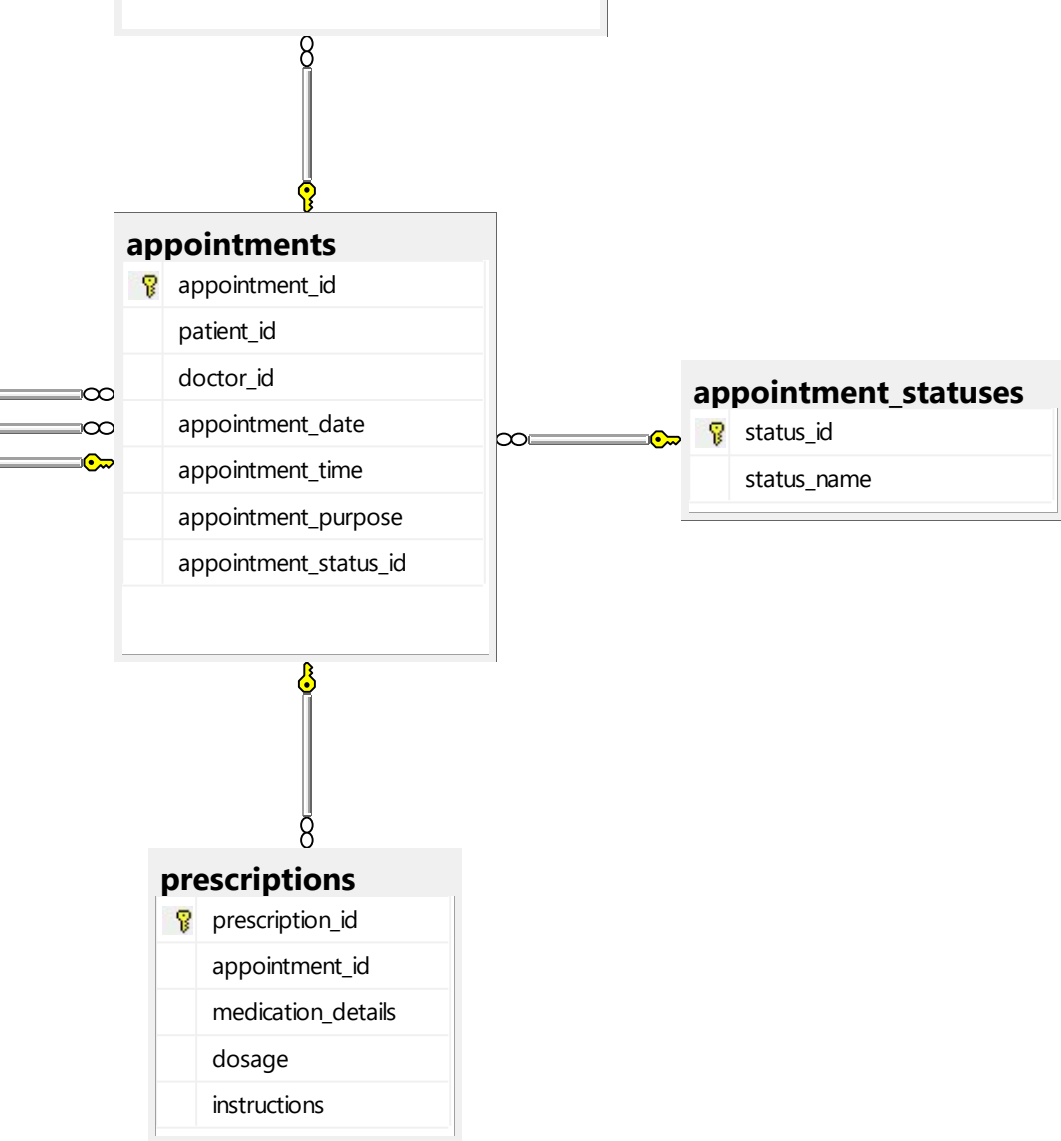 appointments
appointment_id
patient_id
doctor_id
appointment_date
appointment_time
appointment_purpose
appointment_status_id
appointment_statuses
status_id
status_name
prescriptions
prescription_id
appointment_id
medication_details
dosage
instructions